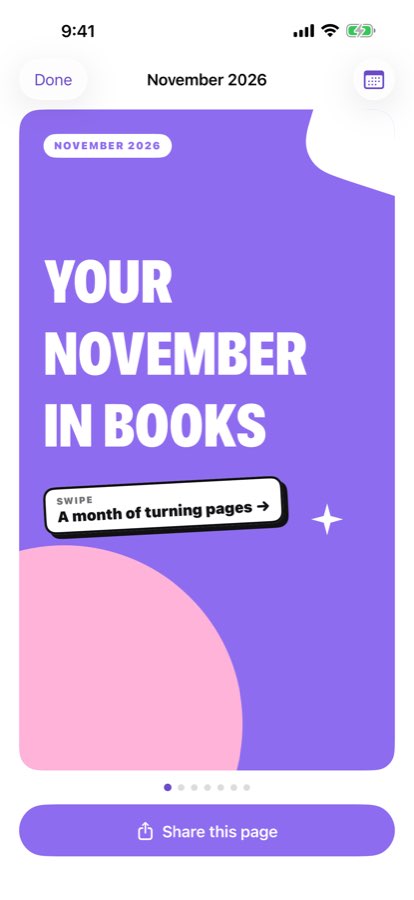 9:41
Done
November 2026
NOVEMBER 2026
YOUR
NOVEMBER
IN BOOKS
SWIPE
A month of turning pages →
Share this page